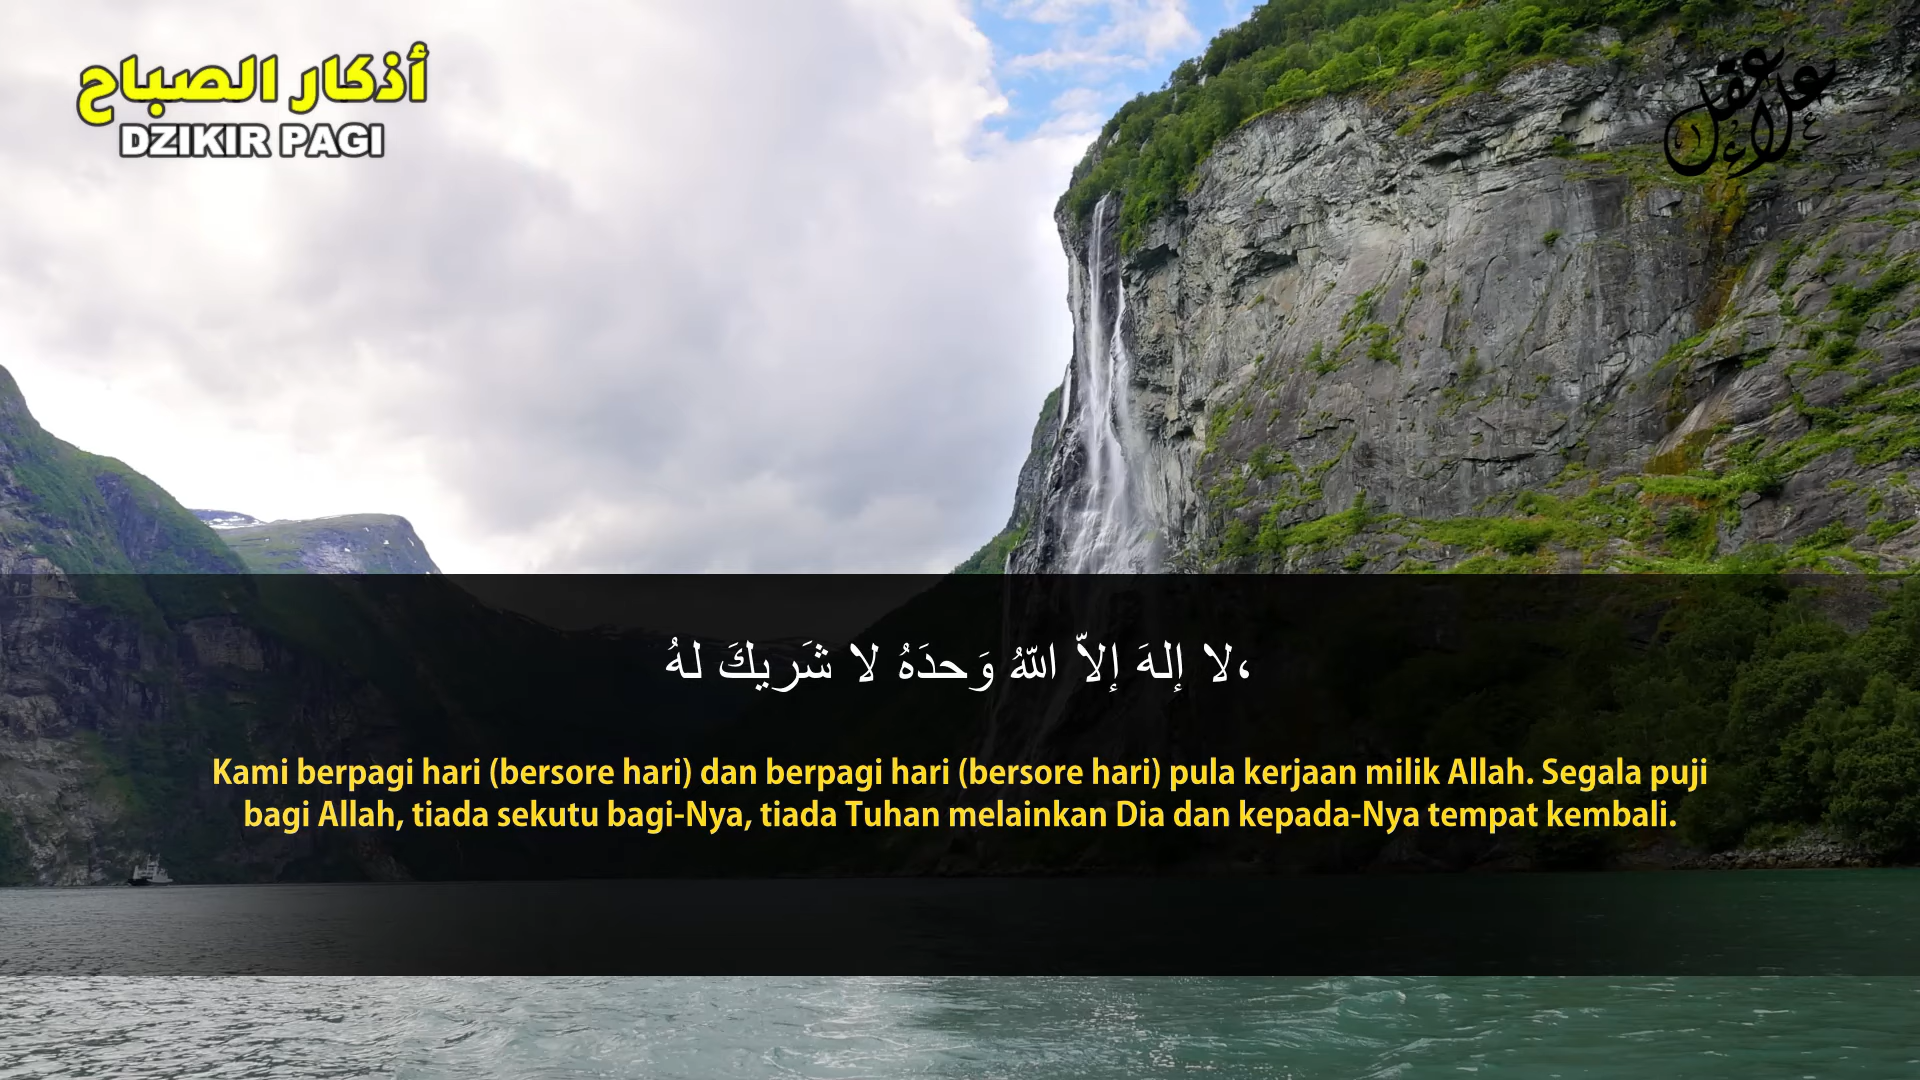 أذكار الصباح
DZIKIR PAGI
علاء عقل
لا إلهَ إلاّ اللهُ وَحدَهُ لا شَريكَ لهُ،
Kami berpagi hari (bersore hari) dan berpagi hari (bersore hari) pula kerjaan milik Allah. Segala puji
bagi Allah, tiada sekutu bagi-Nya, tiada Tuhan melainkan Dia dan kepada-Nya tempat kembali.